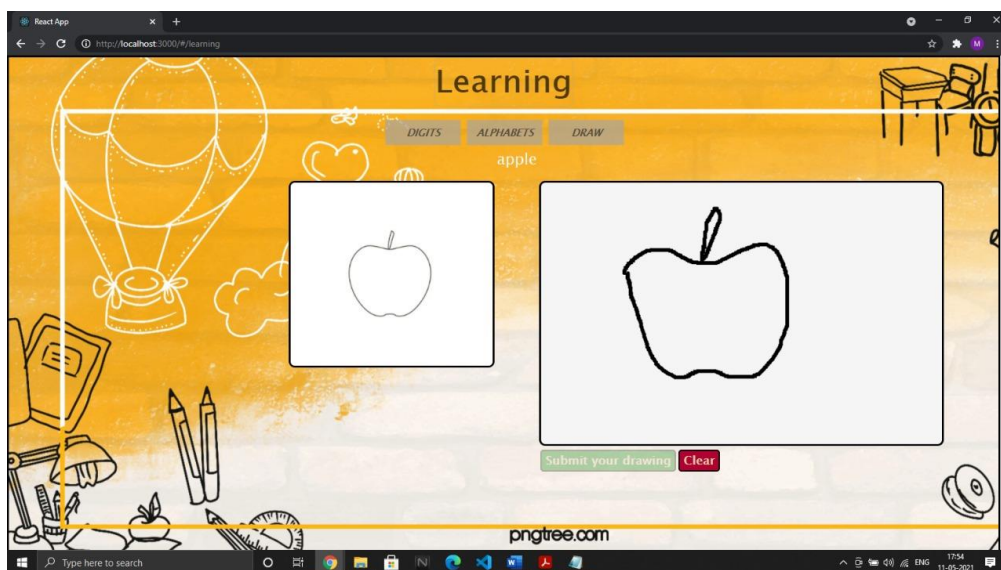 React App
http://localhost:3000/#/learning
M
Learning
DIGITS ALPHABETS DRAW
apple
Submit your drawing Clear
pngtree.com
Type here to search
ENG
17:54
11-05-2021